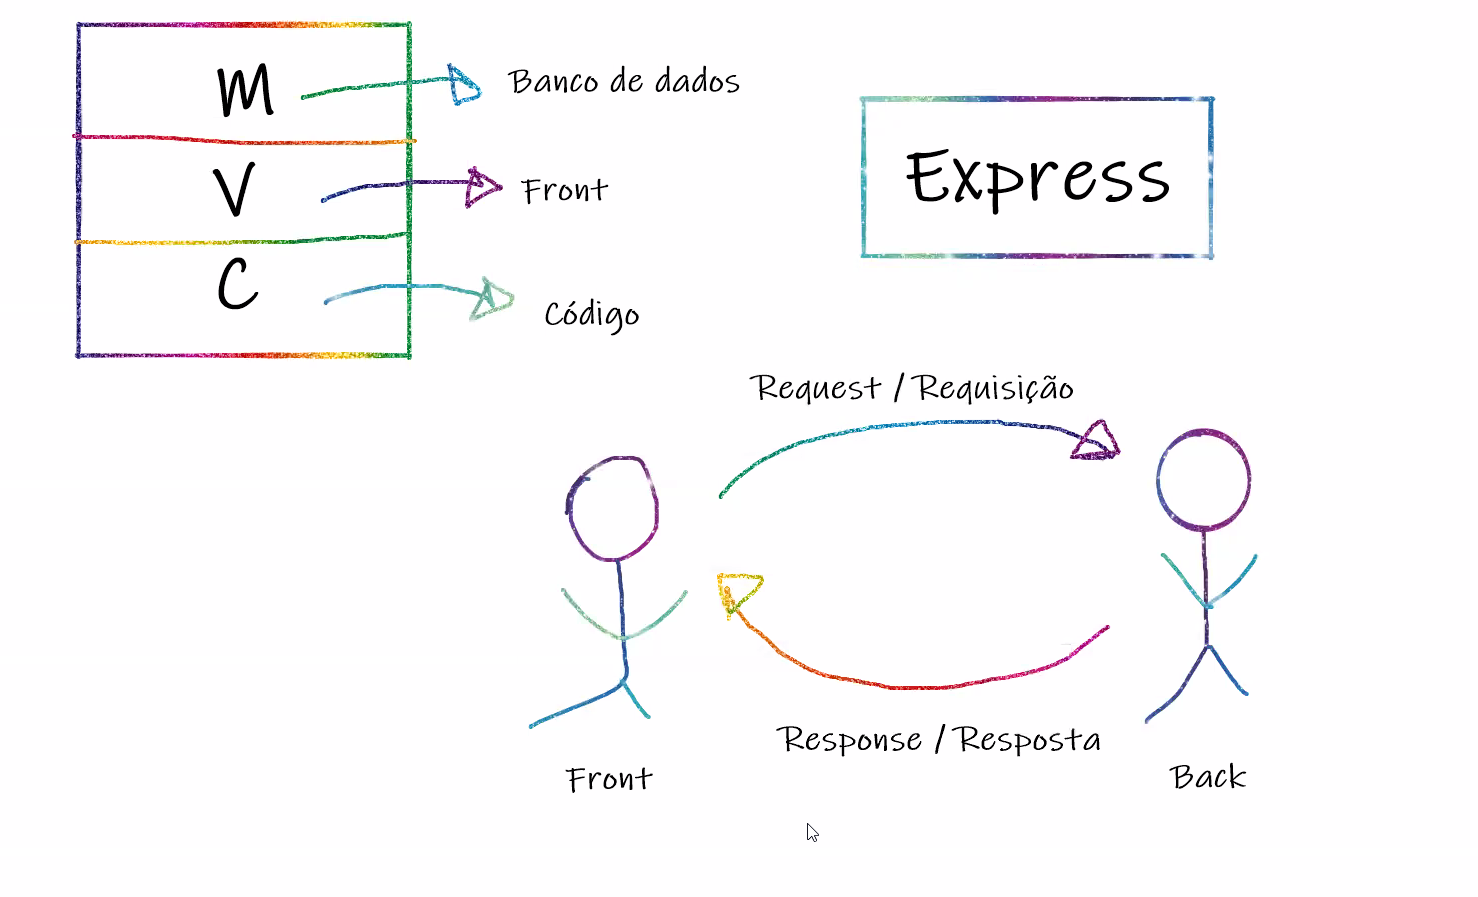 M
Banco de dados
V
Front
C
Código
Express
Request / Requisição
Response / Resposta
Front
Back